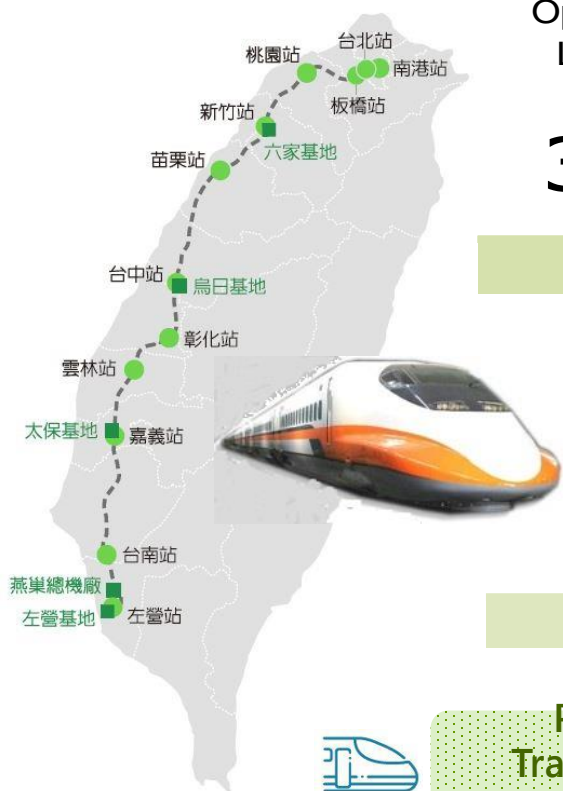 台北站
桃園站
南港站
板橋站
新竹站
六家基地
苗栗站
台中站
烏日基地
彰化站
雲林站
太保基地
嘉義站
台南站
燕巢總機廠
左營基地
左營站
Op
L
3
Tra